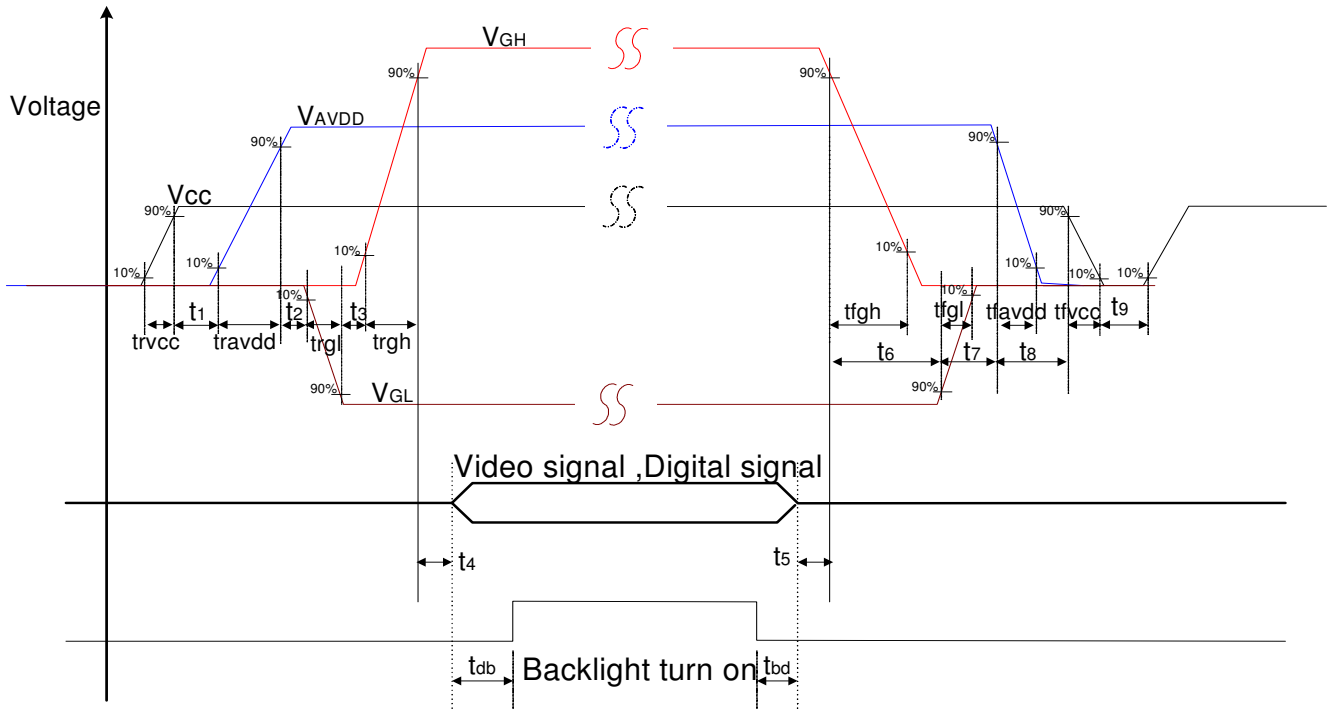 VGH
90%
90%
Voltage
VAVDD
90%
90%
Vcc
90%
90%
10%
10%
10%
10%
10%
10%
10%
10%
10%
10%
t1
t2
t3
trvcc
travdd
trgl
trgh
tfgh
tfgl
tfavdd
tfvcc
t9
t6
t7
t8
90%
VGL
90%
Video signal ,Digital signal
t4
t5
tdb
Backlight turn on
tbd